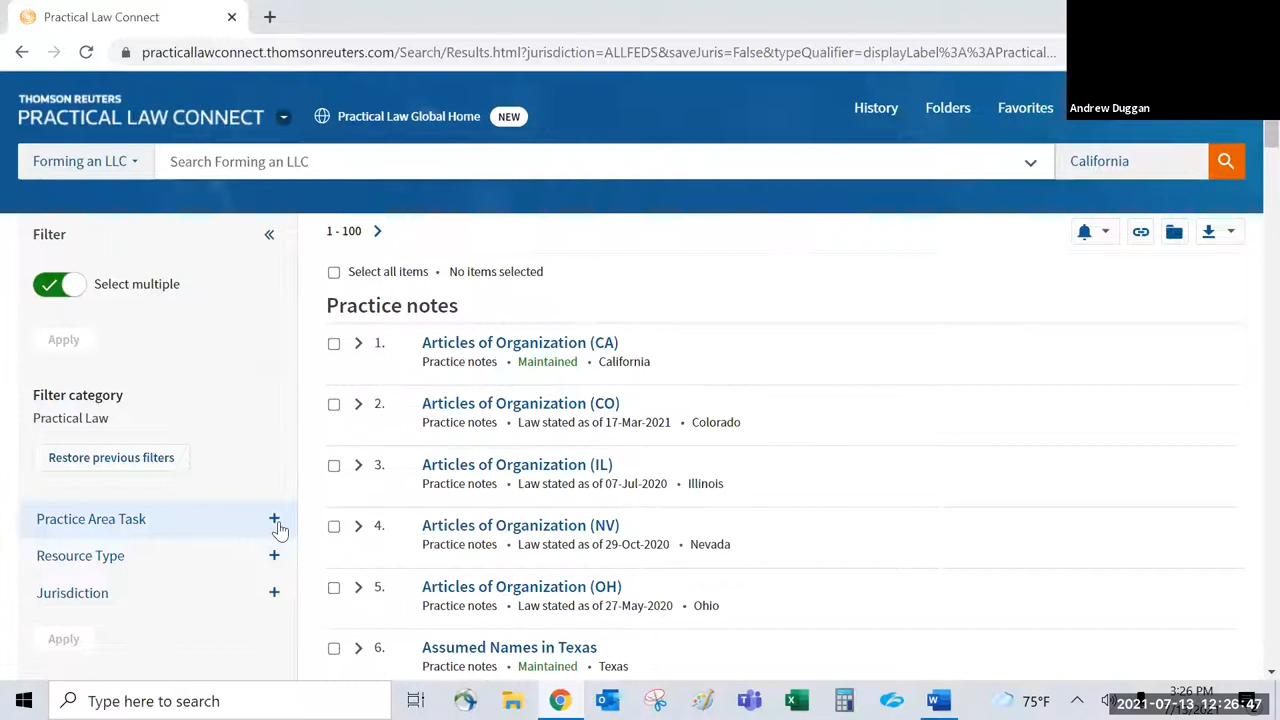 Practical Law Connect
practicallawconnect.thomsonreuters.com/Search/Results.html?jurisdiction=ALLFEDS&saveJuris=False&typeQualifier=displayLabel%3A%3APractical...
Andrew Duggan
THOMSON REUTERS
PRACTICAL LAW CONNECT
Practical Law Global Home NEW
History Folders Favorites
Forming an LLC Search Forming an LLC California
Filter
1 - 100
Select multiple
Select all items • No items selected
Apply
Practice notes
1. Articles of Organization (CA)
Practice notes • Maintained • California
Filter category
Practical Law
2. Articles of Organization (CO)
Practice notes • Law stated as of 17-Mar-2021 • Colorado
Restore previous filters
3. Articles of Organization (IL)
Practice notes • Law stated as of 07-Jul-2020 • Illinois
Practice Area Task +
4. Articles of Organization (NV)
Practice notes • Law stated as of 29-Oct-2020 • Nevada
Resource Type +
Jurisdiction +
5. Articles of Organization (OH)
Practice notes • Law stated as of 27-May-2020 • Ohio
Apply
6. Assumed Names in Texas
Practice notes • Maintained • Texas
Type here to search
75°F
3:26 PM
2021-07-13, 12:26:47